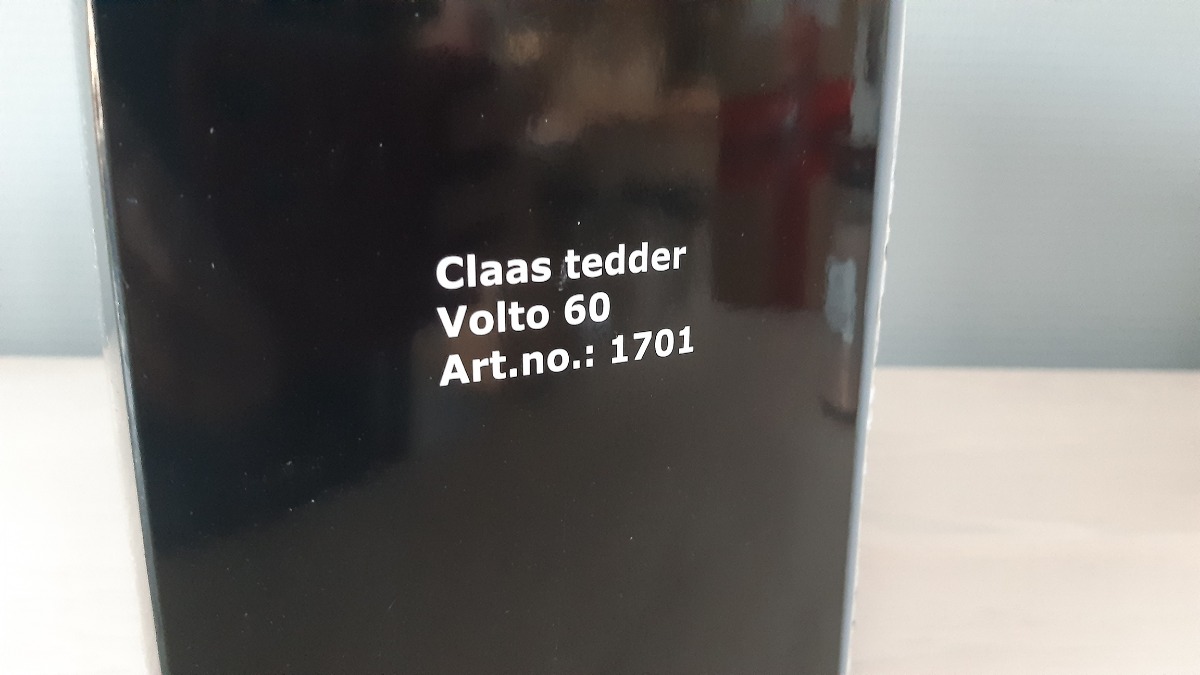 Claas tedder
Volto 60
Art.no.: 1701